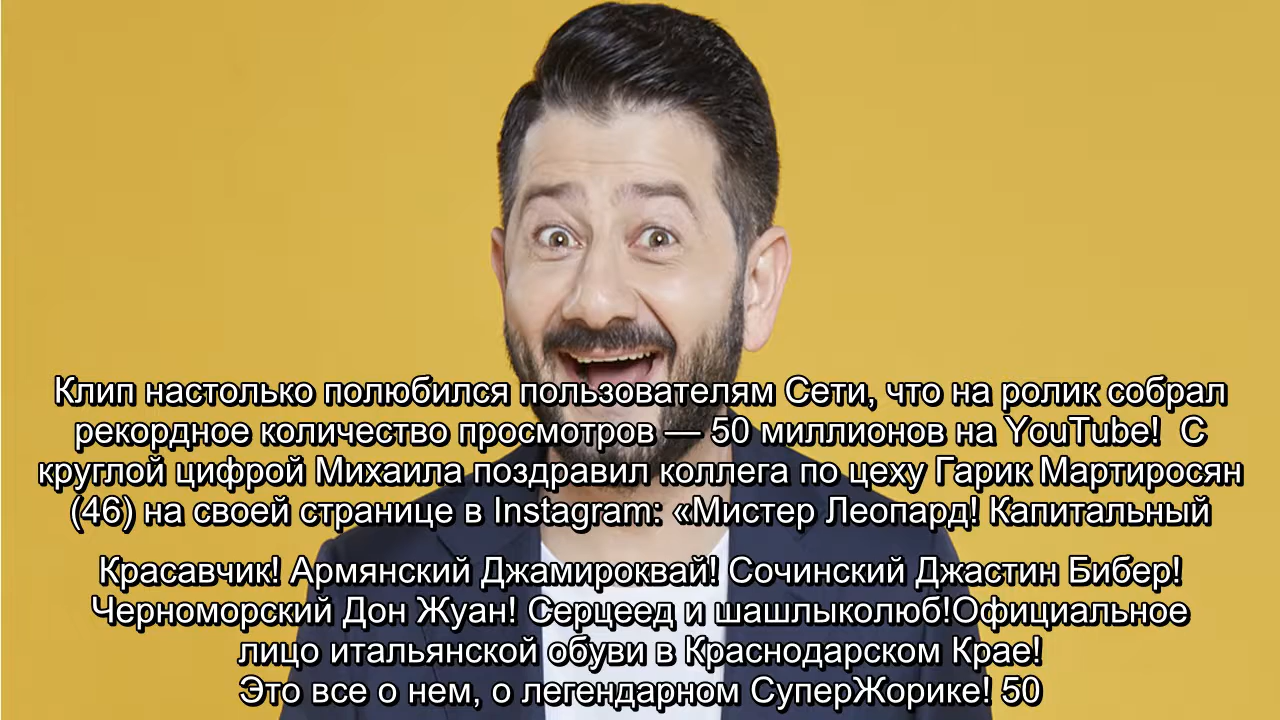 Клип настолько полюбился пользователям Сети, что на ролик собрал
рекордное количество просмотров — 50 миллионов на YouTube!  С
круглой цифрой Михаила поздравил коллега по цеху Гарик Мартиросян
(46) на своей странице в Instagram: «Мистер Леопард! Капитальный
Красавчик! Армянский Джамироквай! Сочинский Джастин Бибер!
Черноморский Дон Жуан! Серцеед и шашлыколюб!Официальное
лицо итальянской обуви в Краснодарском Крае!
Это все о нем, о легендарном СуперЖорике! 50